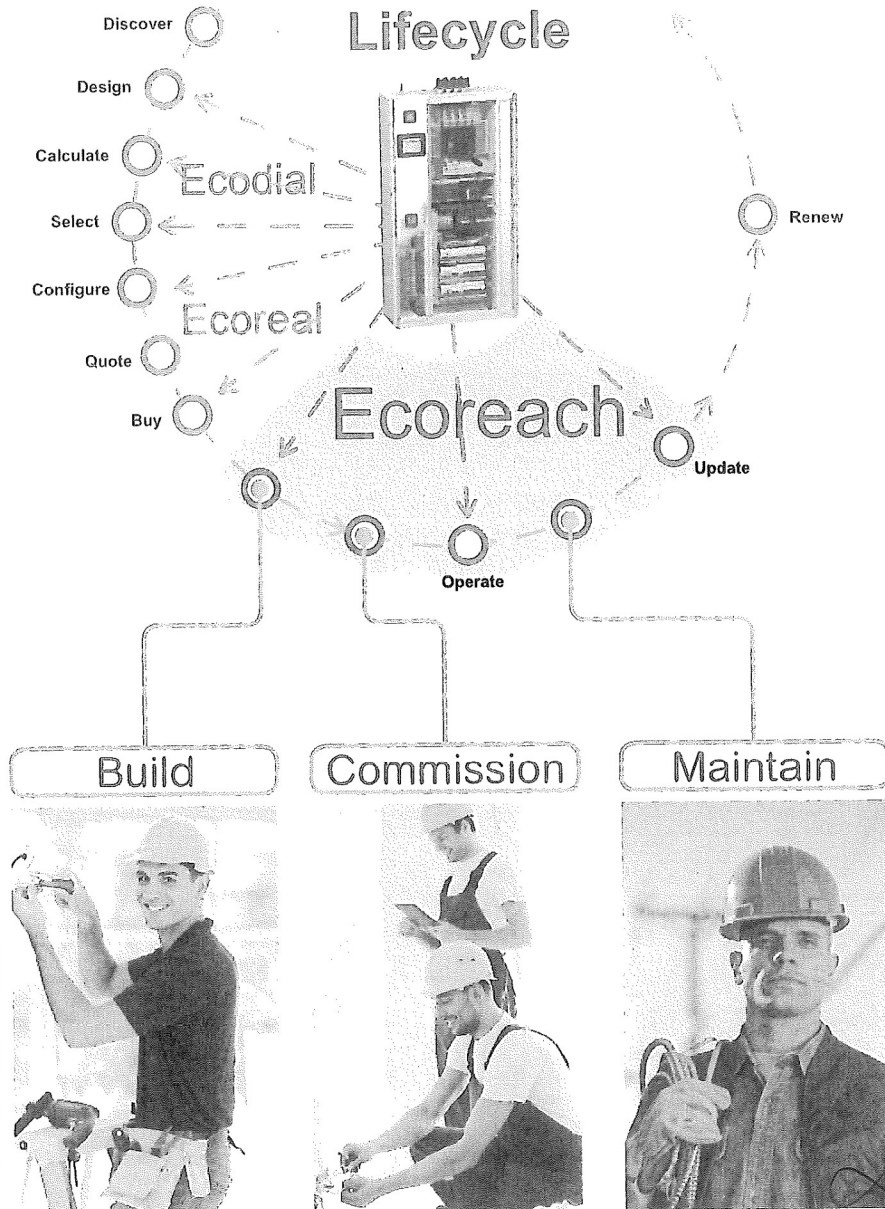 Lifecycle
Discover
Design
Calculate
Select
Configure
Quote
Buy
Ecodial
Ecoreal
Ecoreach
Operate
Update
Renew
Build
Commission
Maintain